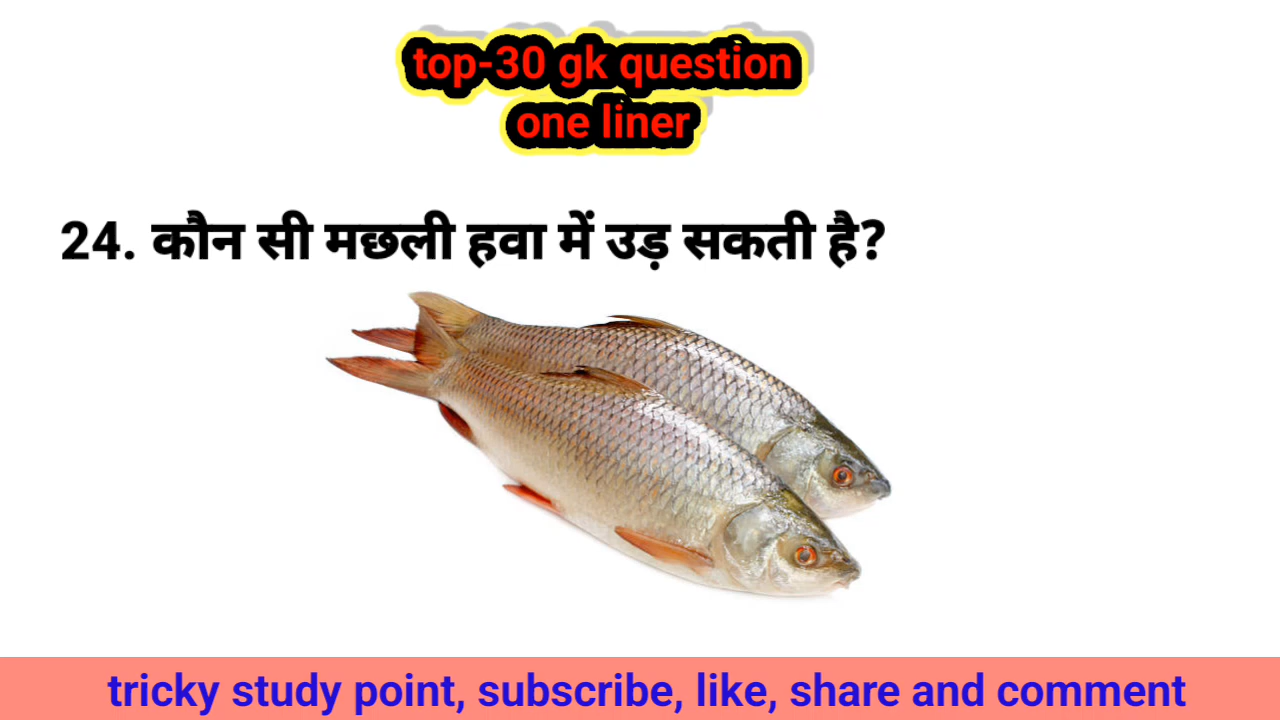 top-30 gk question
one liner
24. कौन सी मछली हवा में उड़ सकती है?
tricky study point, subscribe, like, share and comment